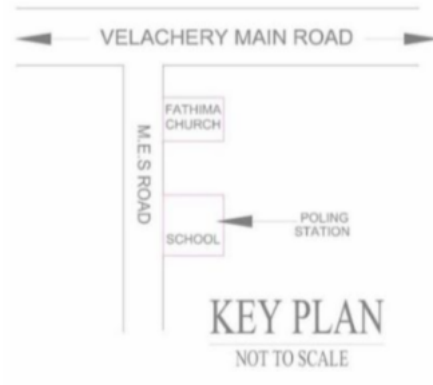 VELACHERY MAIN ROAD
FATHIMA
CHURCH
M.E.S ROAD
POLING
STATION
SCHOOL
KEY PLAN
NOT TO SCALE